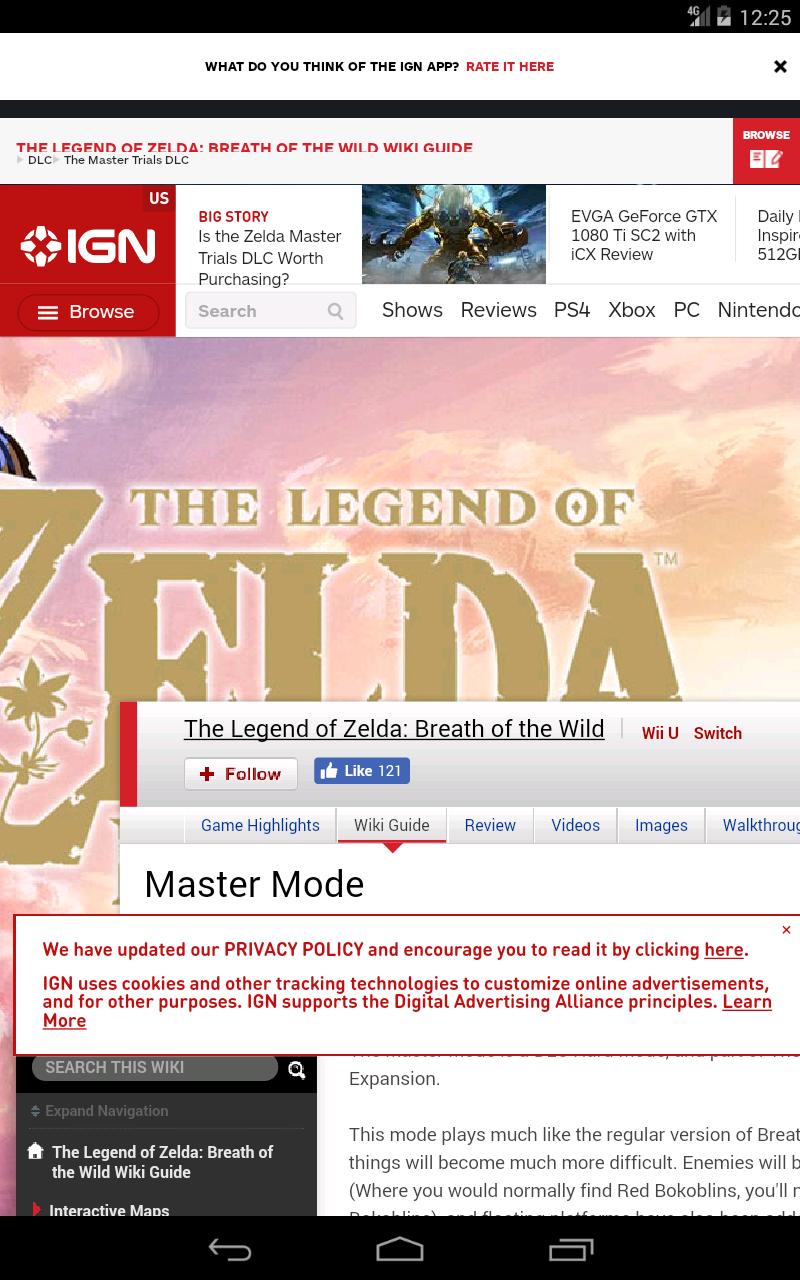 4G 12:25
WHAT DO YOU THINK OF THE IGN APP? RATE IT HERE
THE LEGEND OF ZELDA: BREATH OF THE WILD WIKI GUIDE
DLC The Master Trials DLC
BROWSE
US
IGN
BIG STORY
Is the Zelda Master
Trials DLC Worth
Purchasing?
EVGA GeForce GTX
1080 Ti SC2 with
iCX Review
Daily
Inspir
512G
Browse
Search
Shows Reviews PS4 Xbox PC Nintendo
THE LEGEND OF
ZELDA TM
The Legend of Zelda: Breath of the Wild Wii U Switch
+ Follow
Like 121
Game Highlights Wiki Guide Review Videos Images Walkthroug
Master Mode
×
We have updated our PRIVACY POLICY and encourage you to read it by clicking here.
IGN uses cookies and other tracking technologies to customize online advertisements,
and for other purposes. IGN supports the Digital Advertising Alliance principles. Learn
More
SEARCH THIS WIKI
Expansion.
Expand Navigation
This mode plays much like the regular version of Breat
The Legend of Zelda: Breath of
the Wild Wiki Guide
things will become much more difficult. Enemies will b
(Where you would normally find Red Bokoblins, you'll
Interactive Maps